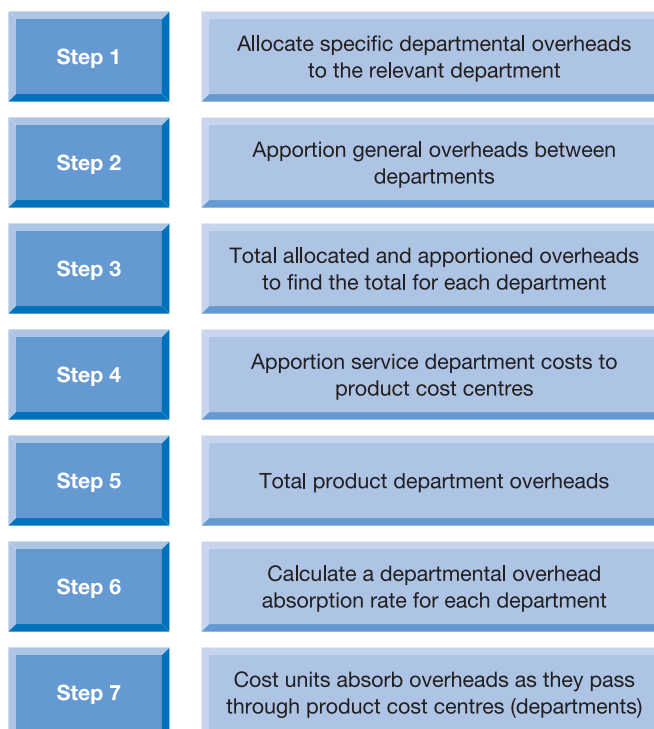 Step 1
Allocate specific departmental overheads
to the relevant department
Step 2
Apportion general overheads between
departments
Step 3
Total allocated and apportioned overheads
to find the total for each department
Step 4
Apportion service department costs to
product cost centres
Step 5
Total product department overheads
Step 6
Calculate a departmental overhead
absorption rate for each department
Step 7
Cost units absorb overheads as they pass
through product cost centres (departments)